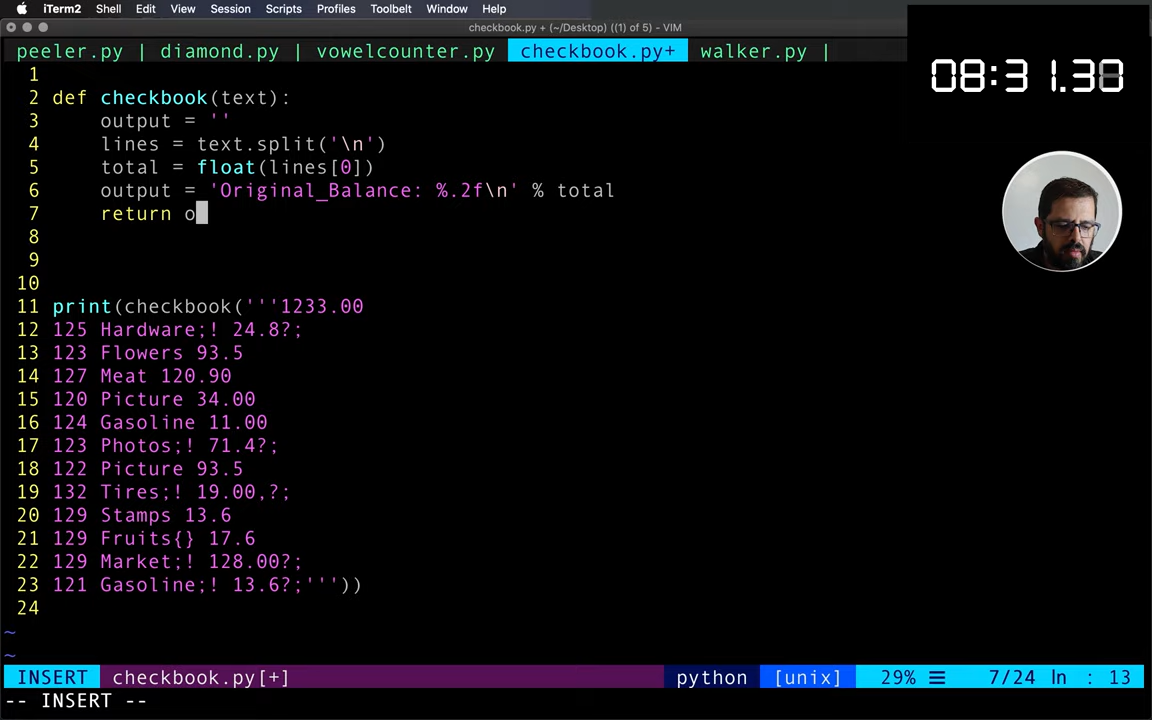 iTerm2 Shell Edit View Session Scripts Profiles Toolbelt Window Help
checkbook.py + (~/Desktop) ((1) of 5) - VIM
peeler.py | diamond.py | vowelcounter.py checkbook.py+ walker.py |
08:31.38
1
2 def checkbook(text):
3     output = ''
4     lines = text.split('\n')
5     total = float(lines[0])
6     output = 'Original_Balance: %.2f\n' % total
7     return o
8
9
10
11 print(checkbook('''1233.00
12 125 Hardware;! 24.8?;
13 123 Flowers 93.5
14 127 Meat 120.90
15 120 Picture 34.00
16 124 Gasoline 11.00
17 123 Photos;! 71.4?;
18 122 Picture 93.5
19 132 Tires;! 19.00,?;
20 129 Stamps 13.6
21 129 Fruits{} 17.6
22 129 Market;! 128.00?;
23 121 Gasoline;! 13.6?;'''))
24
~
~
INSERT checkbook.py[+] python [unix] 29% ☰ 7/24 ln : 13
-- INSERT --